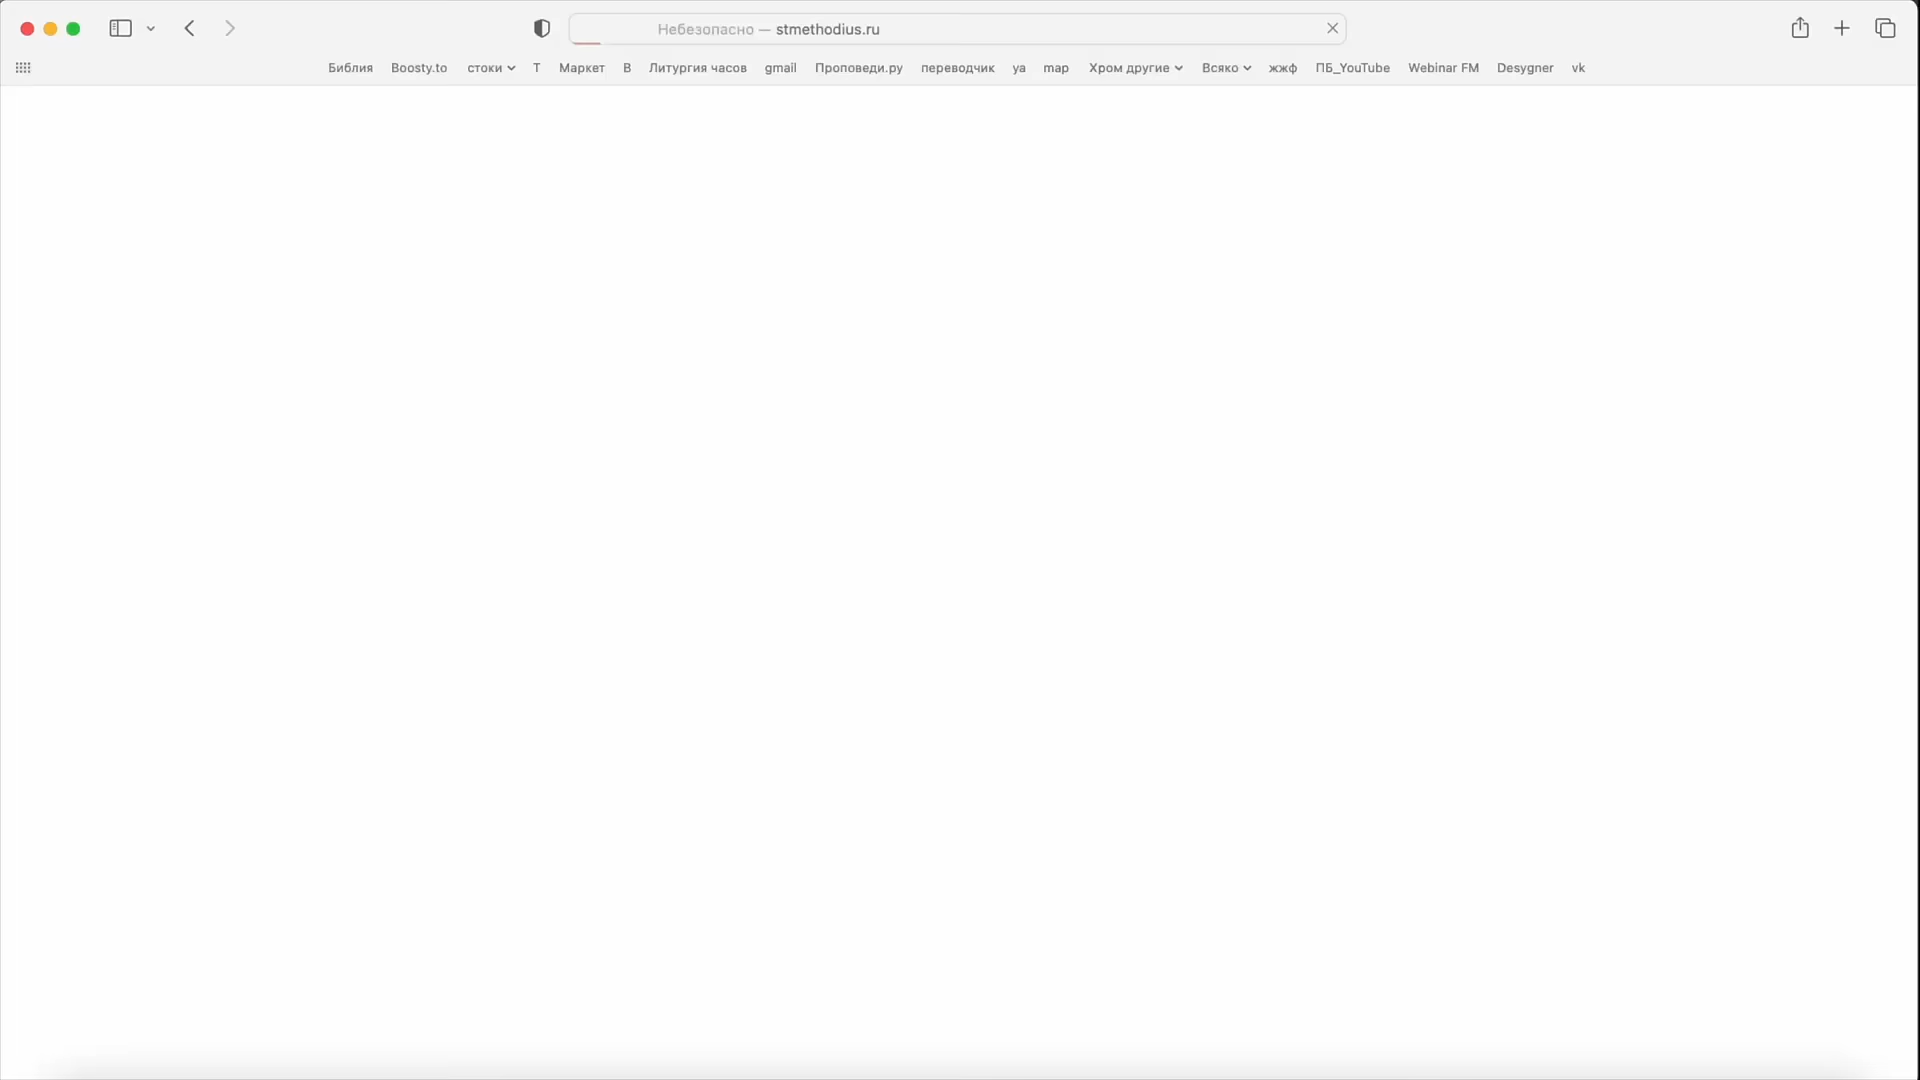 Небезопасно — stmethodius.ru
Библия Boosty.to стоки T Маркет B Литургия часов gmail Проповеди.ру переводчик ya map Хром другие Всяко жжф ПБ_YouTube Webinar FM Desygner vk